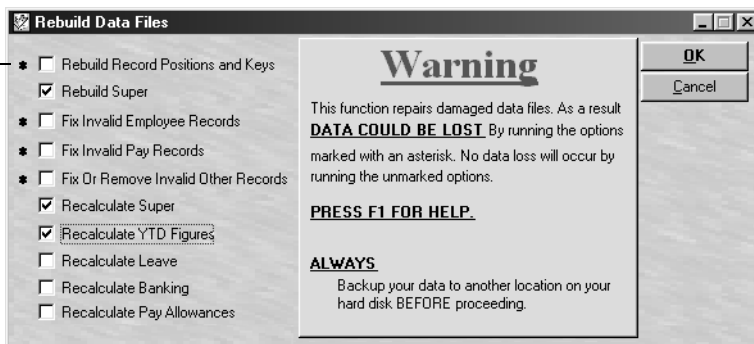 Rebuild Data Files
* Rebuild Record Positions and Keys
Rebuild Super
* Fix Invalid Employee Records
* Fix Invalid Pay Records
* Fix Or Remove Invalid Other Records
Recalculate Super
Recalculate YTD Figures
Recalculate Leave
Recalculate Banking
Recalculate Pay Allowances
Warning
This function repairs damaged data files. As a result
DATA COULD BE LOST By running the options
marked with an asterisk. No data loss will occur by
running the unmarked options.
PRESS F1 FOR HELP.
ALWAYS
Backup your data to another location on your
hard disk BEFORE proceeding.
OK
Cancel